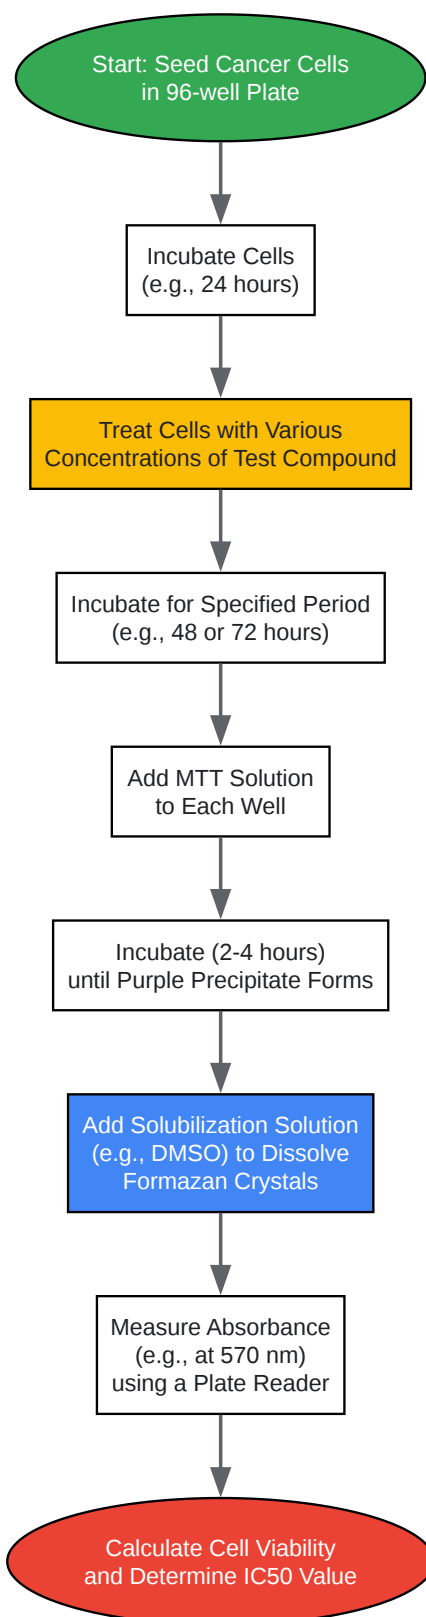 Start: Seed Cancer Cells
in 96-well Plate
Incubate Cells
(e.g., 24 hours)
Treat Cells with Various
Concentrations of Test Compound
Incubate for Specified Period
(e.g., 48 or 72 hours)
Add MTT Solution
to Each Well
Incubate (2-4 hours)
until Purple Precipitate Forms
Add Solubilization Solution
(e.g., DMSO) to Dissolve
Formazan Crystals
Measure Absorbance
(e.g., at 570 nm)
using a Plate Reader
Calculate Cell Viability
and Determine IC50 Value